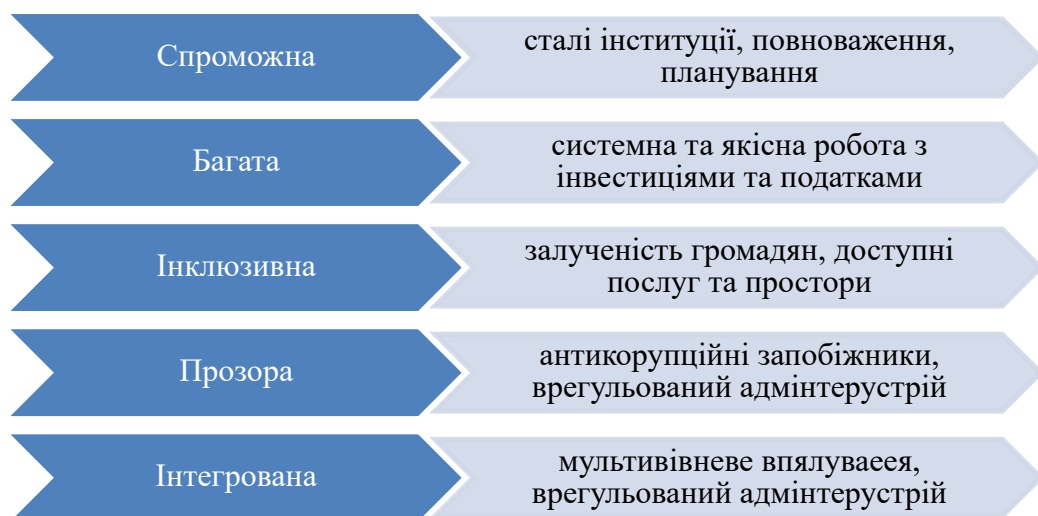 Спроможна
сталі інституції, повноваження,
планування
Багата
системна та якісна робота з
інвестиціями та податками
Інклюзивна
залученість громадян, доступні
послуг та простори
Прозора
антикорупційні запобіжники,
врегульований адмінтерустрій
Інтегрована
мультивівневе впялуваеея,
врегульований адмінтерустрій